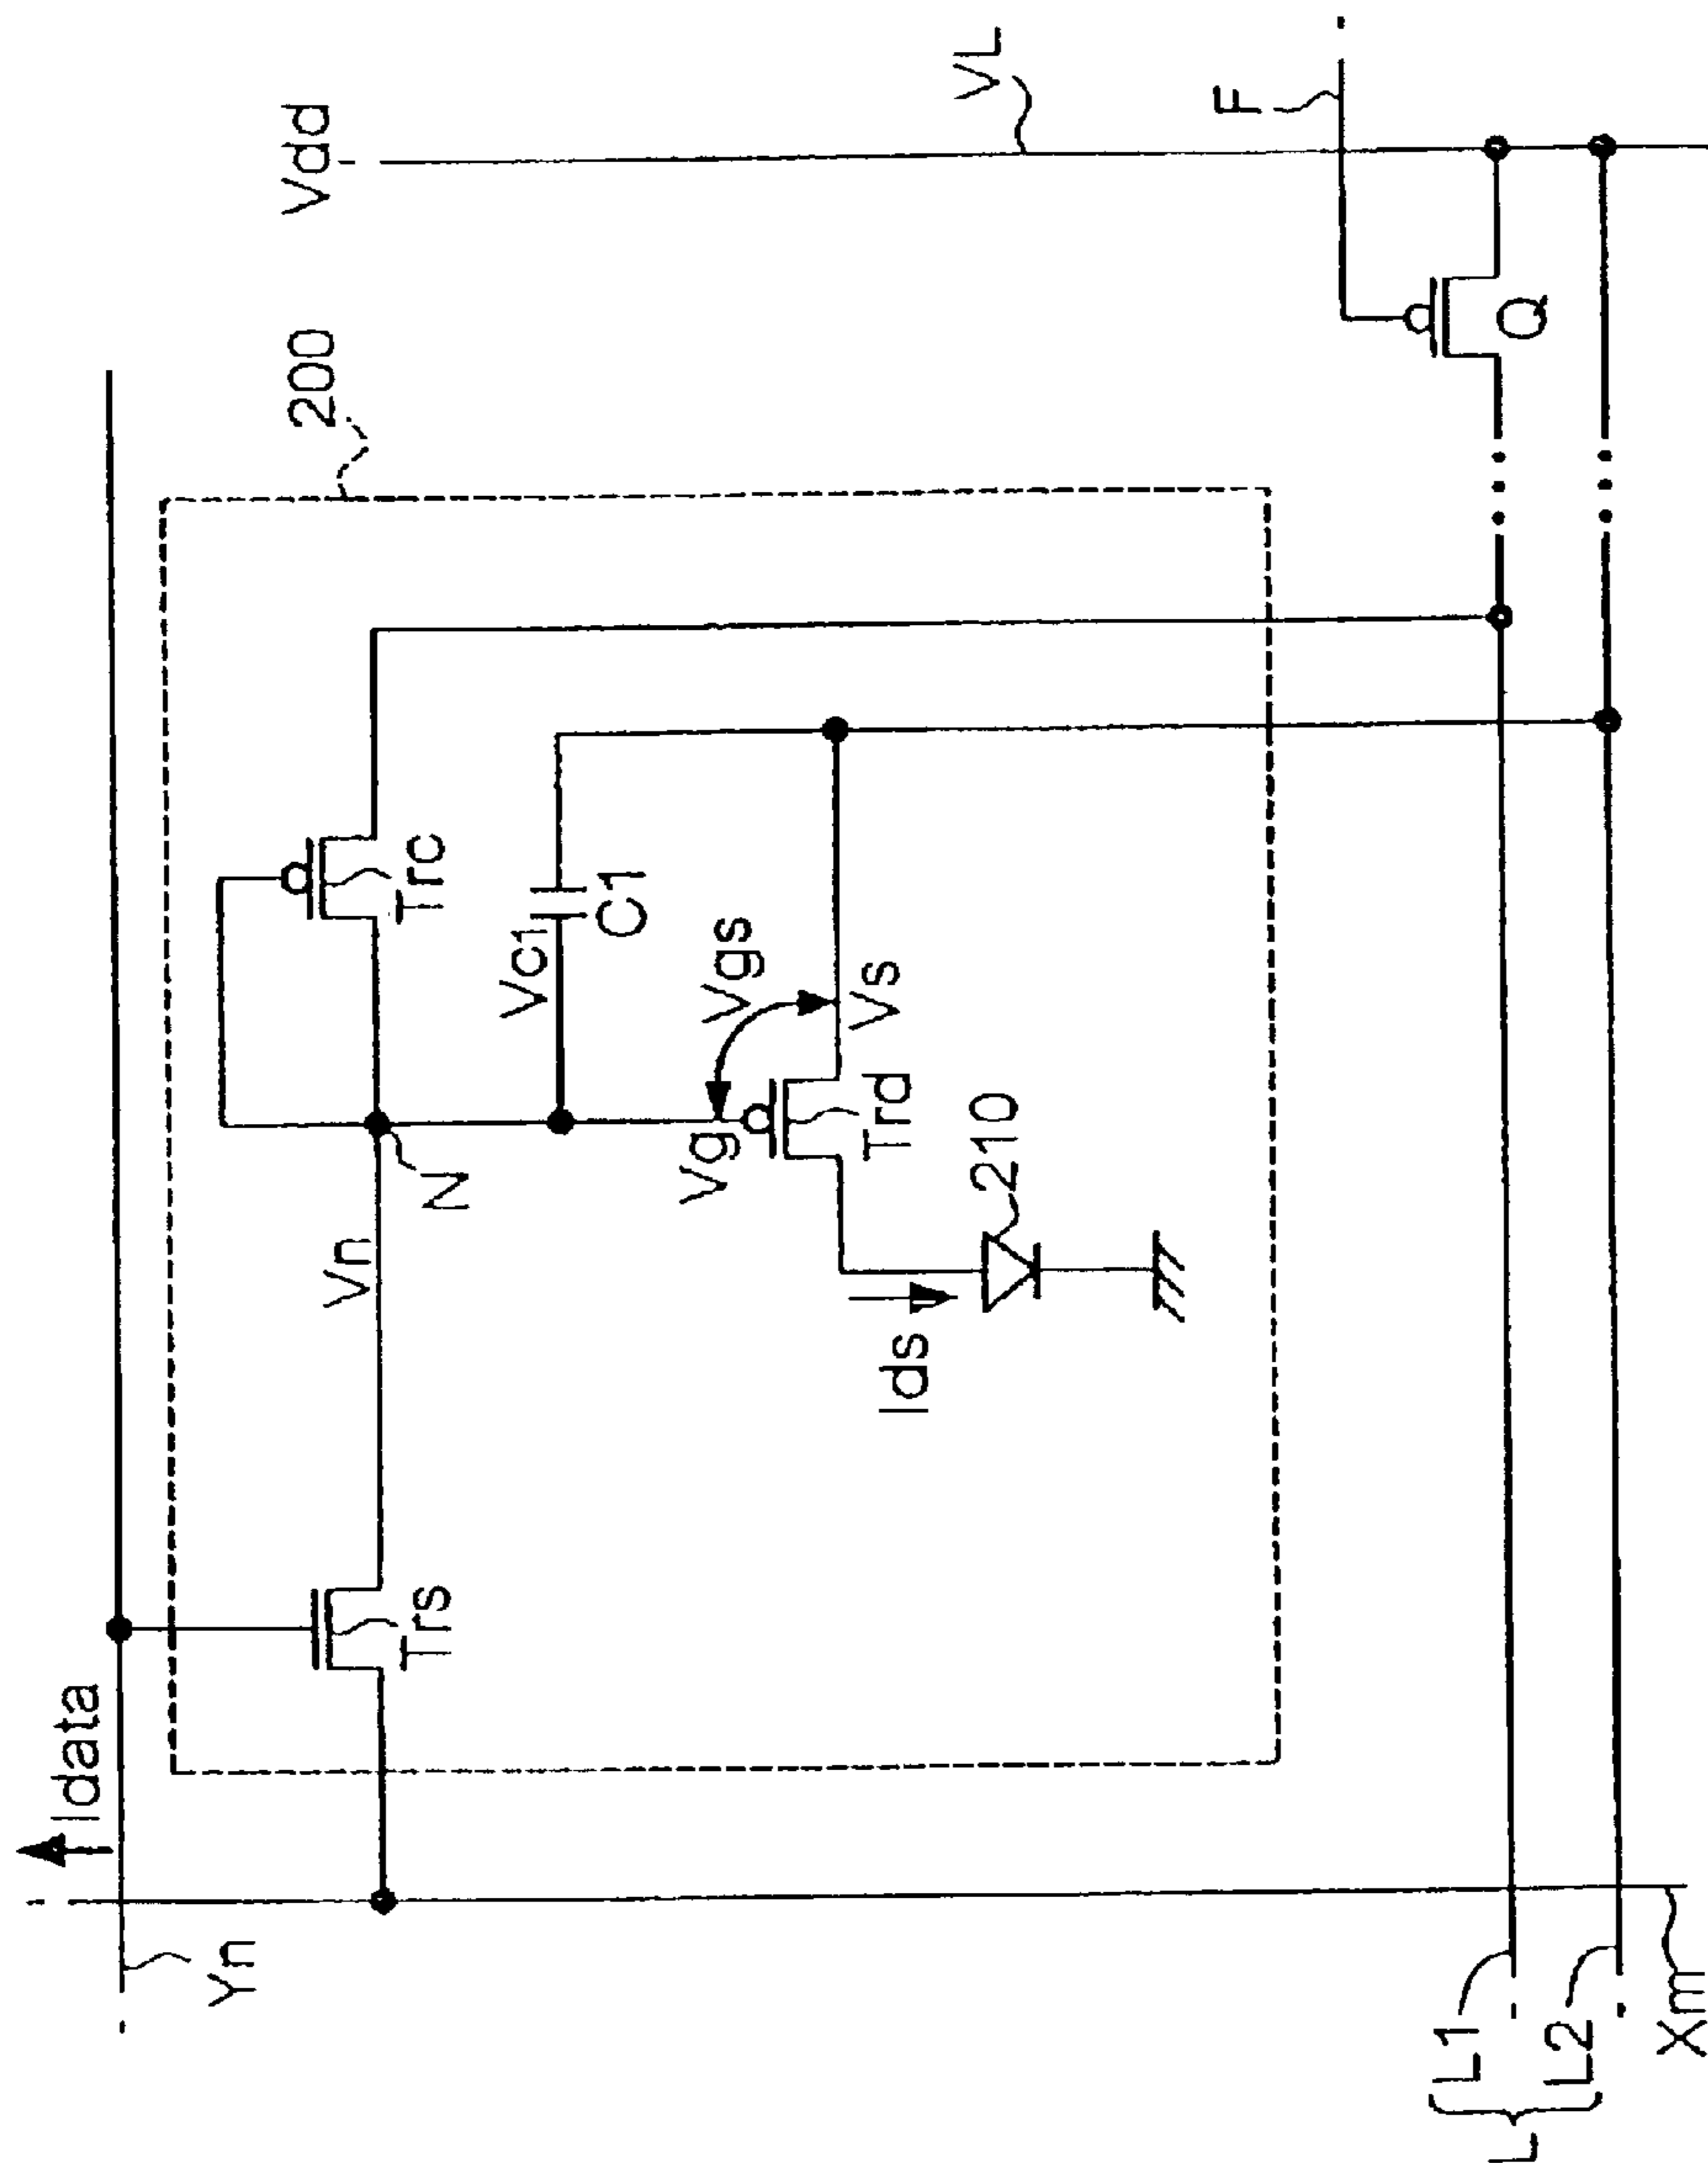 Yn
Idata
200
Vdd
VL
F
Trs
Vn
N
Trc
Vc1
C1
Vgs
Vg
Vs
Trd
Ids
210
Q
L
L1
L2
Xm